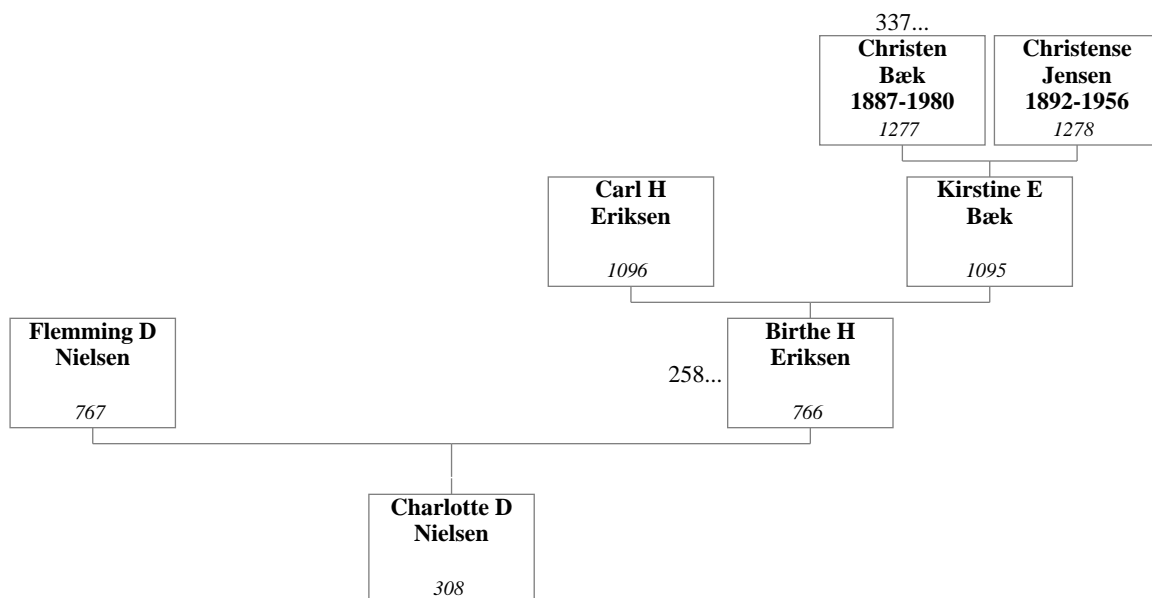 337...
Christen
Bæk
1887-1980
1277
Christense
Jensen
1892-1956
1278
Carl H
Eriksen
1096
Kirstine E
Bæk
1095
Flemming D
Nielsen
767
258...
Birthe H
Eriksen
766
Charlotte D
Nielsen
308